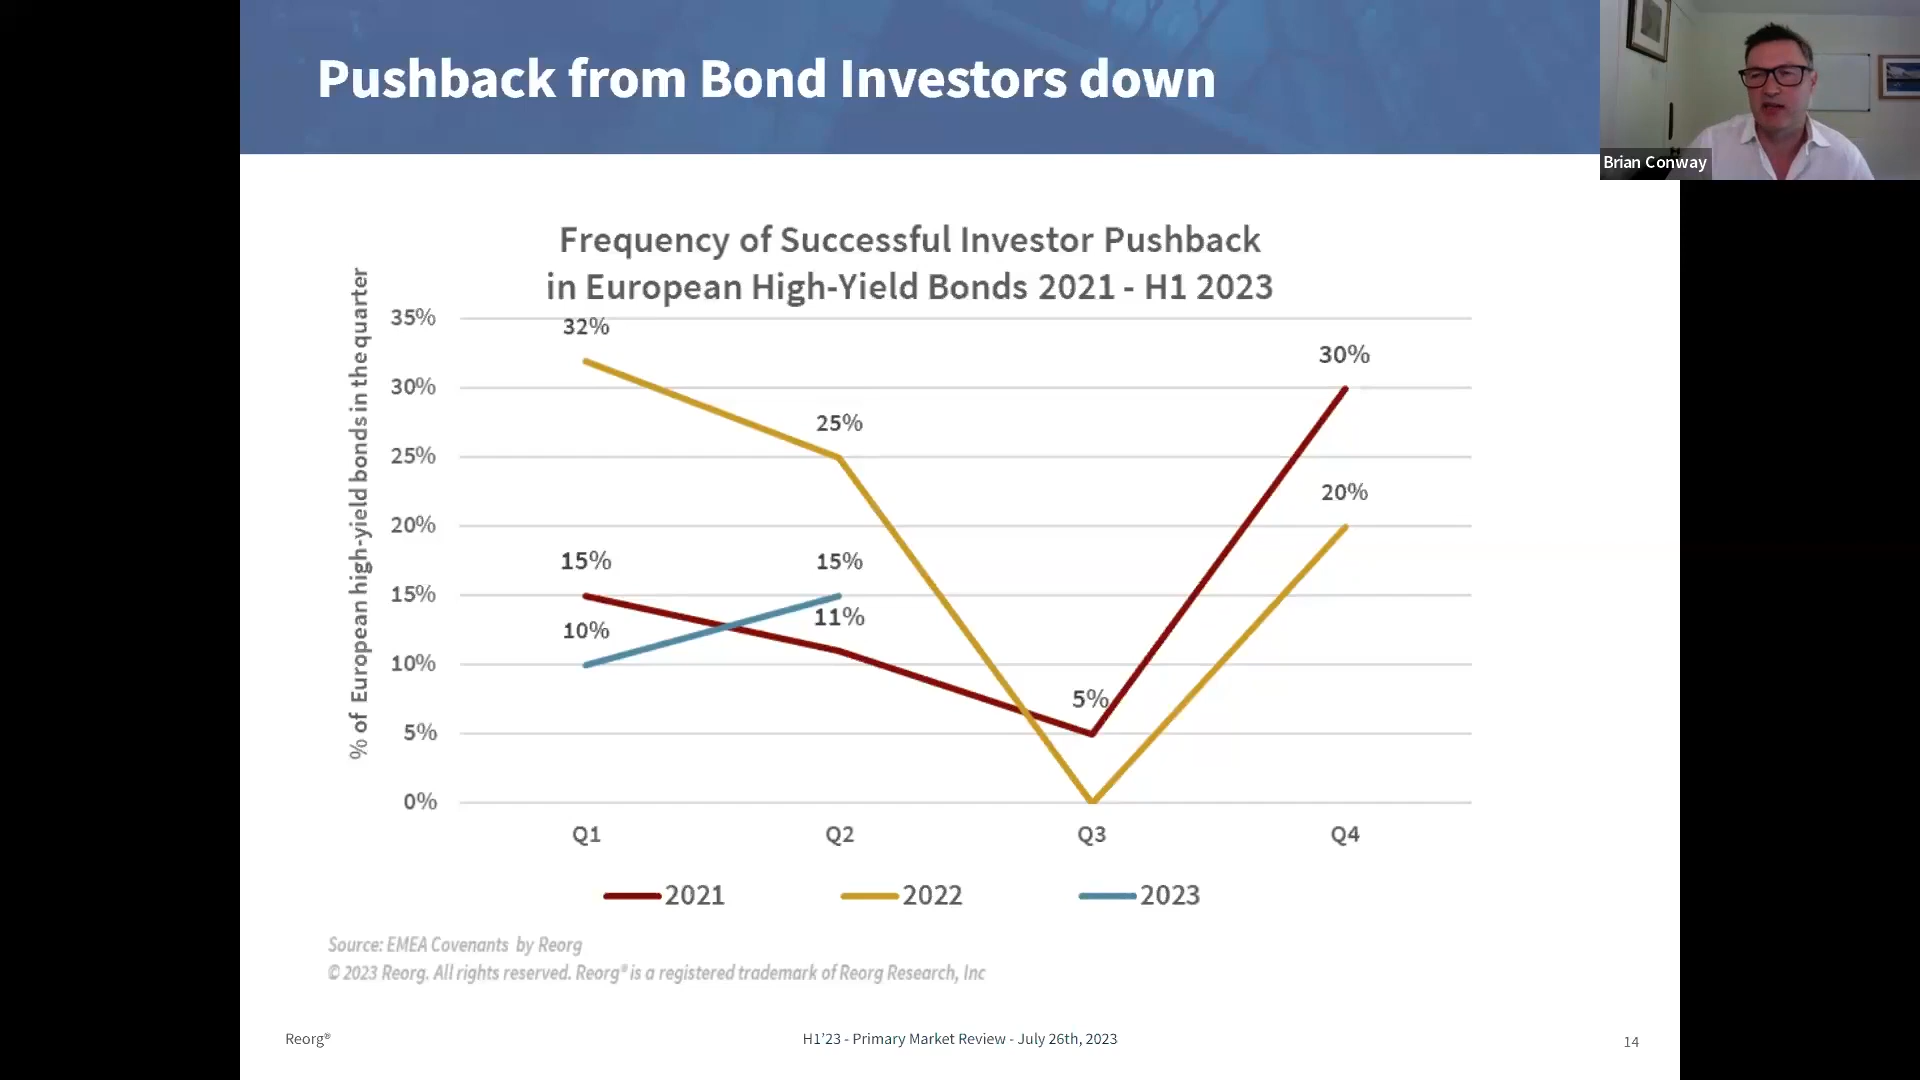 Pushback from Bond Investors down
Brian Conway
Frequency of Successful Investor Pushback
in European High-Yield Bonds 2021 - H1 2023
% of European high-yield bonds in the quarter
35%
30%
25%
20%
15%
10%
5%
0%
32%
25%
15%
10%
15%
11%
5%
30%
20%
Q1
Q2
Q3
Q4
2021
2022
2023
Source: EMEA Covenants by Reorg
© 2023 Reorg. All rights reserved. Reorg® is a registered trademark of Reorg Research, Inc
Reorg®
H1’23 - Primary Market Review - July 26th, 2023
14